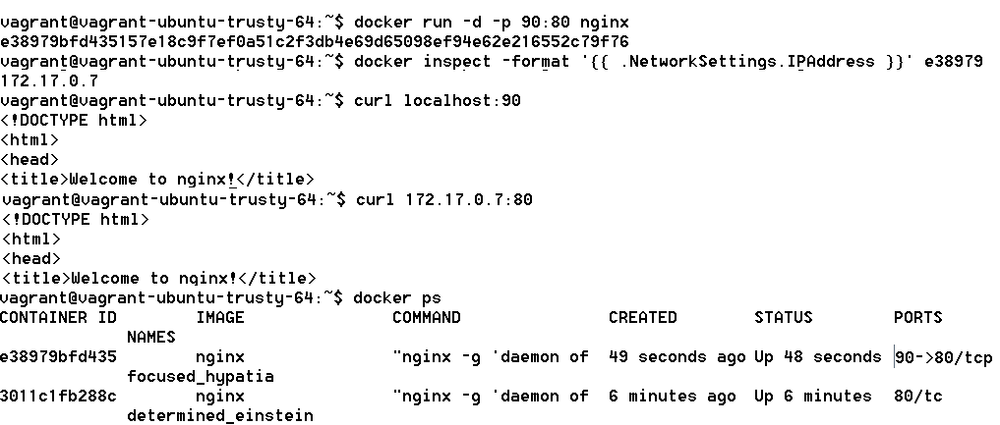 vagrant@vagrant-ubuntu-trusty-64:~$ docker run -d -p 90:80 nginx
e38979bfd435157e18c9f7ef0a51c2f3db4e69d65098ef94e62e216552c79f76
vagrant@vagrant-ubuntu-trusty-64:~$ docker inspect -format '{{ .NetworkSettings.IPAddress }}' e38979
172.17.0.7
vagrant@vagrant-ubuntu-trusty-64:~$ curl localhost:90
<!DOCTYPE html>
<html>
<head>
<title>Welcome to nginx!</title>
vagrant@vagrant-ubuntu-trusty-64:~$ curl 172.17.0.7:80
<!DOCTYPE html>
<html>
<head>
<title>Welcome to nginx!</title>
vagrant@vagrant-ubuntu-trusty-64:~$ docker ps
CONTAINER ID IMAGE COMMAND CREATED STATUS PORTS
NAMES
e38979bfd435 nginx "nginx -g 'daemon of 49 seconds ago Up 48 seconds 90->80/tcp
focused_hypatia
3011c1fb288c nginx "nginx -g 'daemon of 6 minutes ago Up 6 minutes 80/tc
determined_einstein